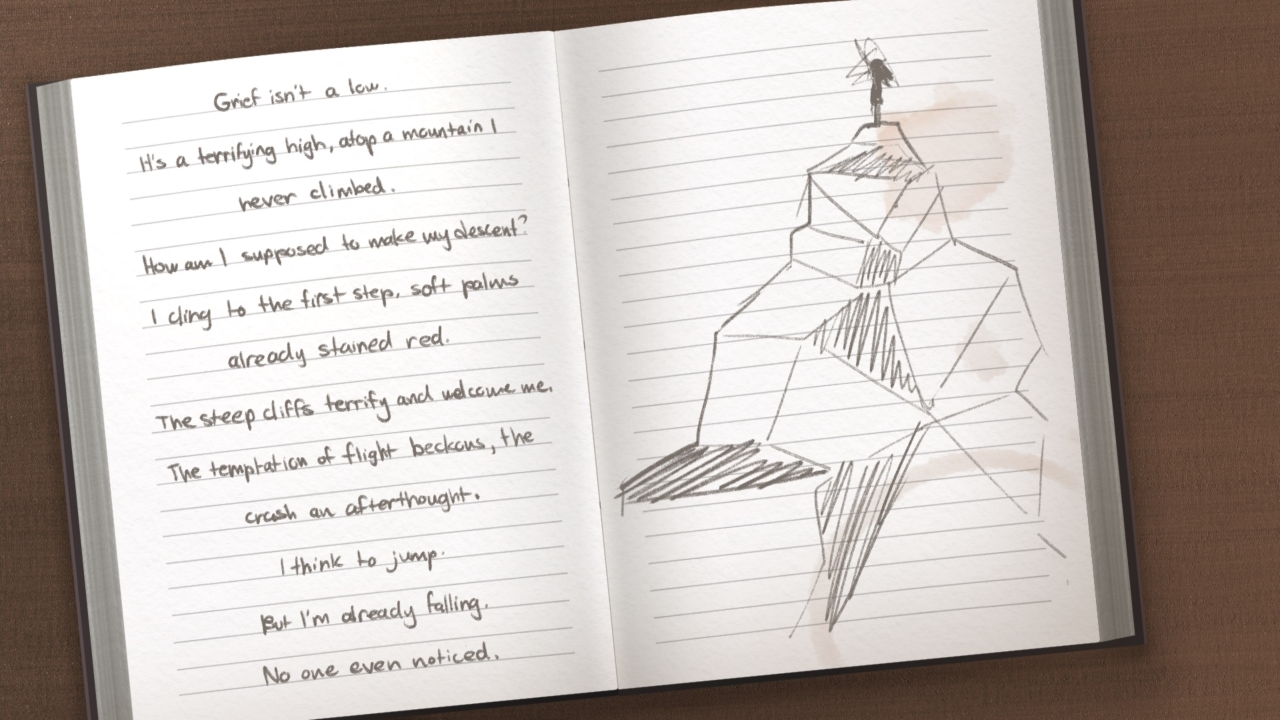 Grief isn't a low.
It's a terrifying high, atop a mountain I
never climbed.
How am I supposed to make my descent?
I cling to the first step, soft palms
already stained red.
The steep cliffs terrify and welcome me.
The temptation of flight beckons, the
crash an afterthought.
I think to jump.
But I'm already falling.
No one even noticed.